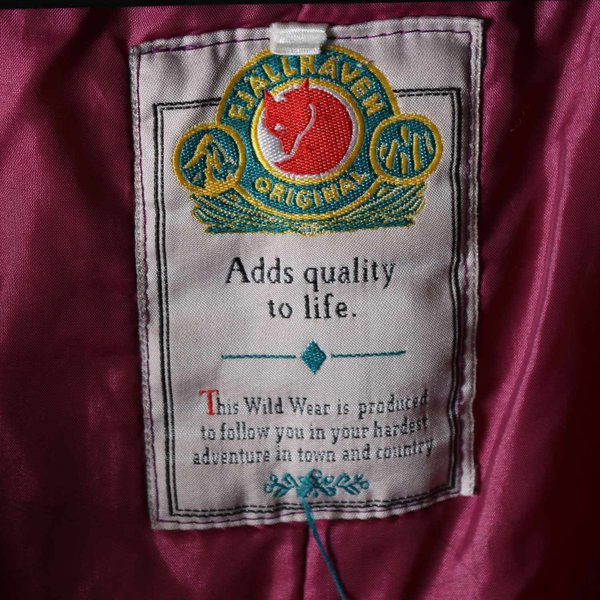 FJÄLLRÄVEN
ORIGINAL
Adds quality
to life.
This Wild Wear is produced
to follow you in your hardest
adventure in town and country